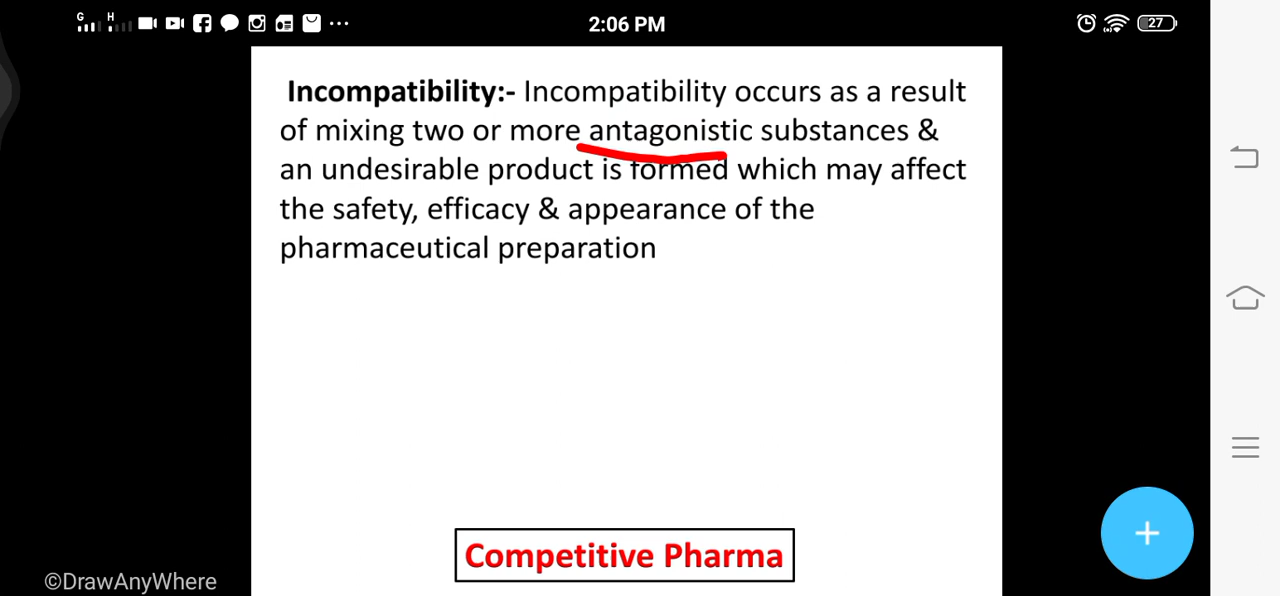 G H 2:06 PM 27
Incompatibility:- Incompatibility occurs as a result
of mixing two or more antagonistic substances &
an undesirable product is formed which may affect
the safety, efficacy & appearance of the
pharmaceutical preparation
Competitive Pharma
©DrawAnyWhere